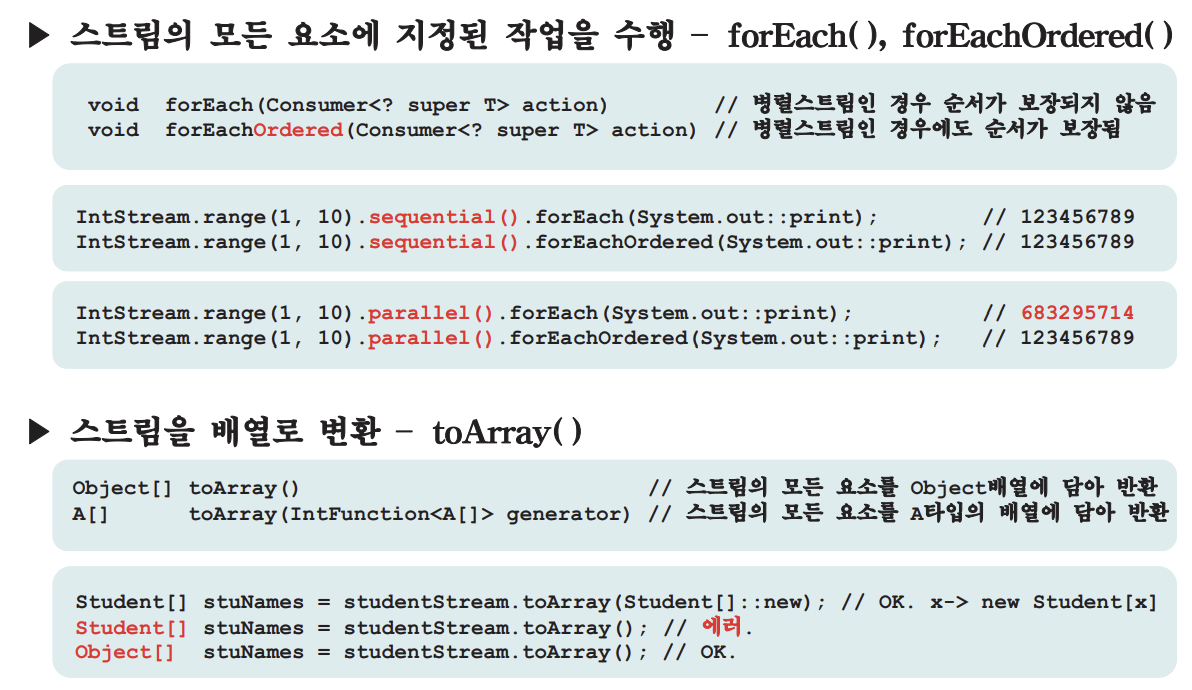 ▶ 스트림의 모든 요소에 지정된 작업을 수행 – forEach(), forEachOrdered()
void forEach(Consumer<? super T> action) // 병렬스트림인 경우 순서가 보장되지 않음
void forEachOrdered(Consumer<? super T> action) // 병렬스트림인 경우에도 순서가 보장됨
IntStream.range(1, 10).sequential().forEach(System.out::print); // 123456789
IntStream.range(1, 10).sequential().forEachOrdered(System.out::print); // 123456789
IntStream.range(1, 10).parallel().forEach(System.out::print); // 683295714
IntStream.range(1, 10).parallel().forEachOrdered(System.out::print); // 123456789
▶ 스트림을 배열로 변환 – toArray()
Object[] toArray() // 스트림의 모든 요소를 Object배열에 담아 반환
A[] toArray(IntFunction<A[]> generator) // 스트림의 모든 요소를 A타입의 배열에 담아 반환
Student[] stuNames = studentStream.toArray(Student[]::new); // OK. x-> new Student[x]
Student[] stuNames = studentStream.toArray(); // 에러.
Object[] stuNames = studentStream.toArray(); // OK.